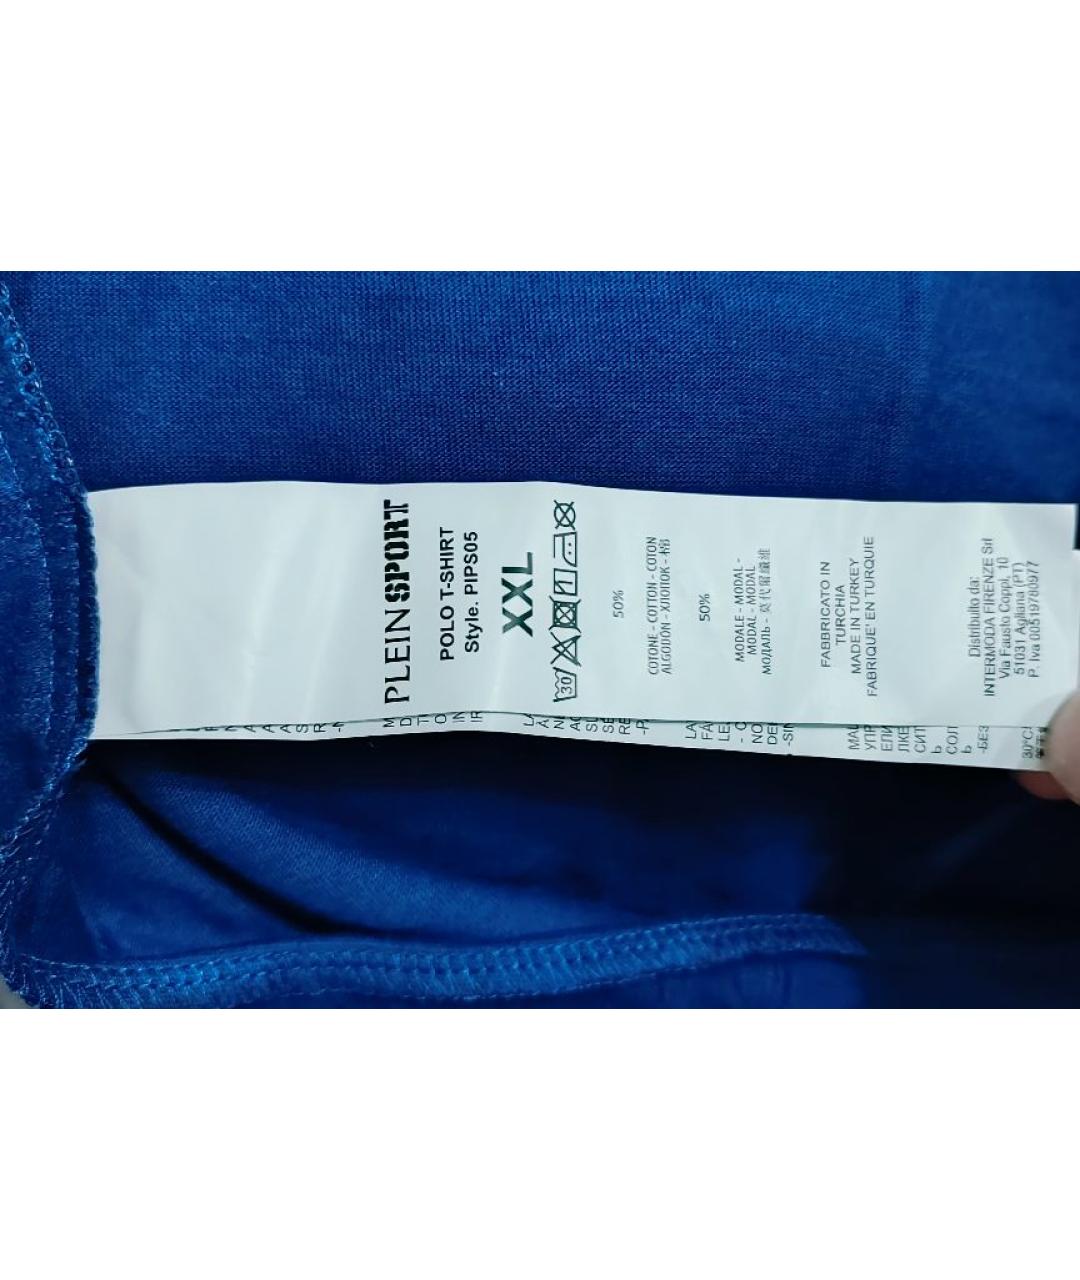 PLEIN SPORT
POLO T-SHIRT
Style. PIPS05
XXL
30
50%
COTONE - COTTON - COTON
ALGODÓN - ХЛОПОК - 棉
50%
MODALE - MODAL -
MODAL - MODAL
МОДАЛЬ - 莫代爾纖維
FABBRICATO IN
TURCHIA
MADE IN TURKEY
FABRIQUE' EN TURQUIE
Distribuito da:
INTERMODA FIRENZE Srl
Via Fausto Coppi, 10
51031 Agliana (PT)
P. Iva 00519780977